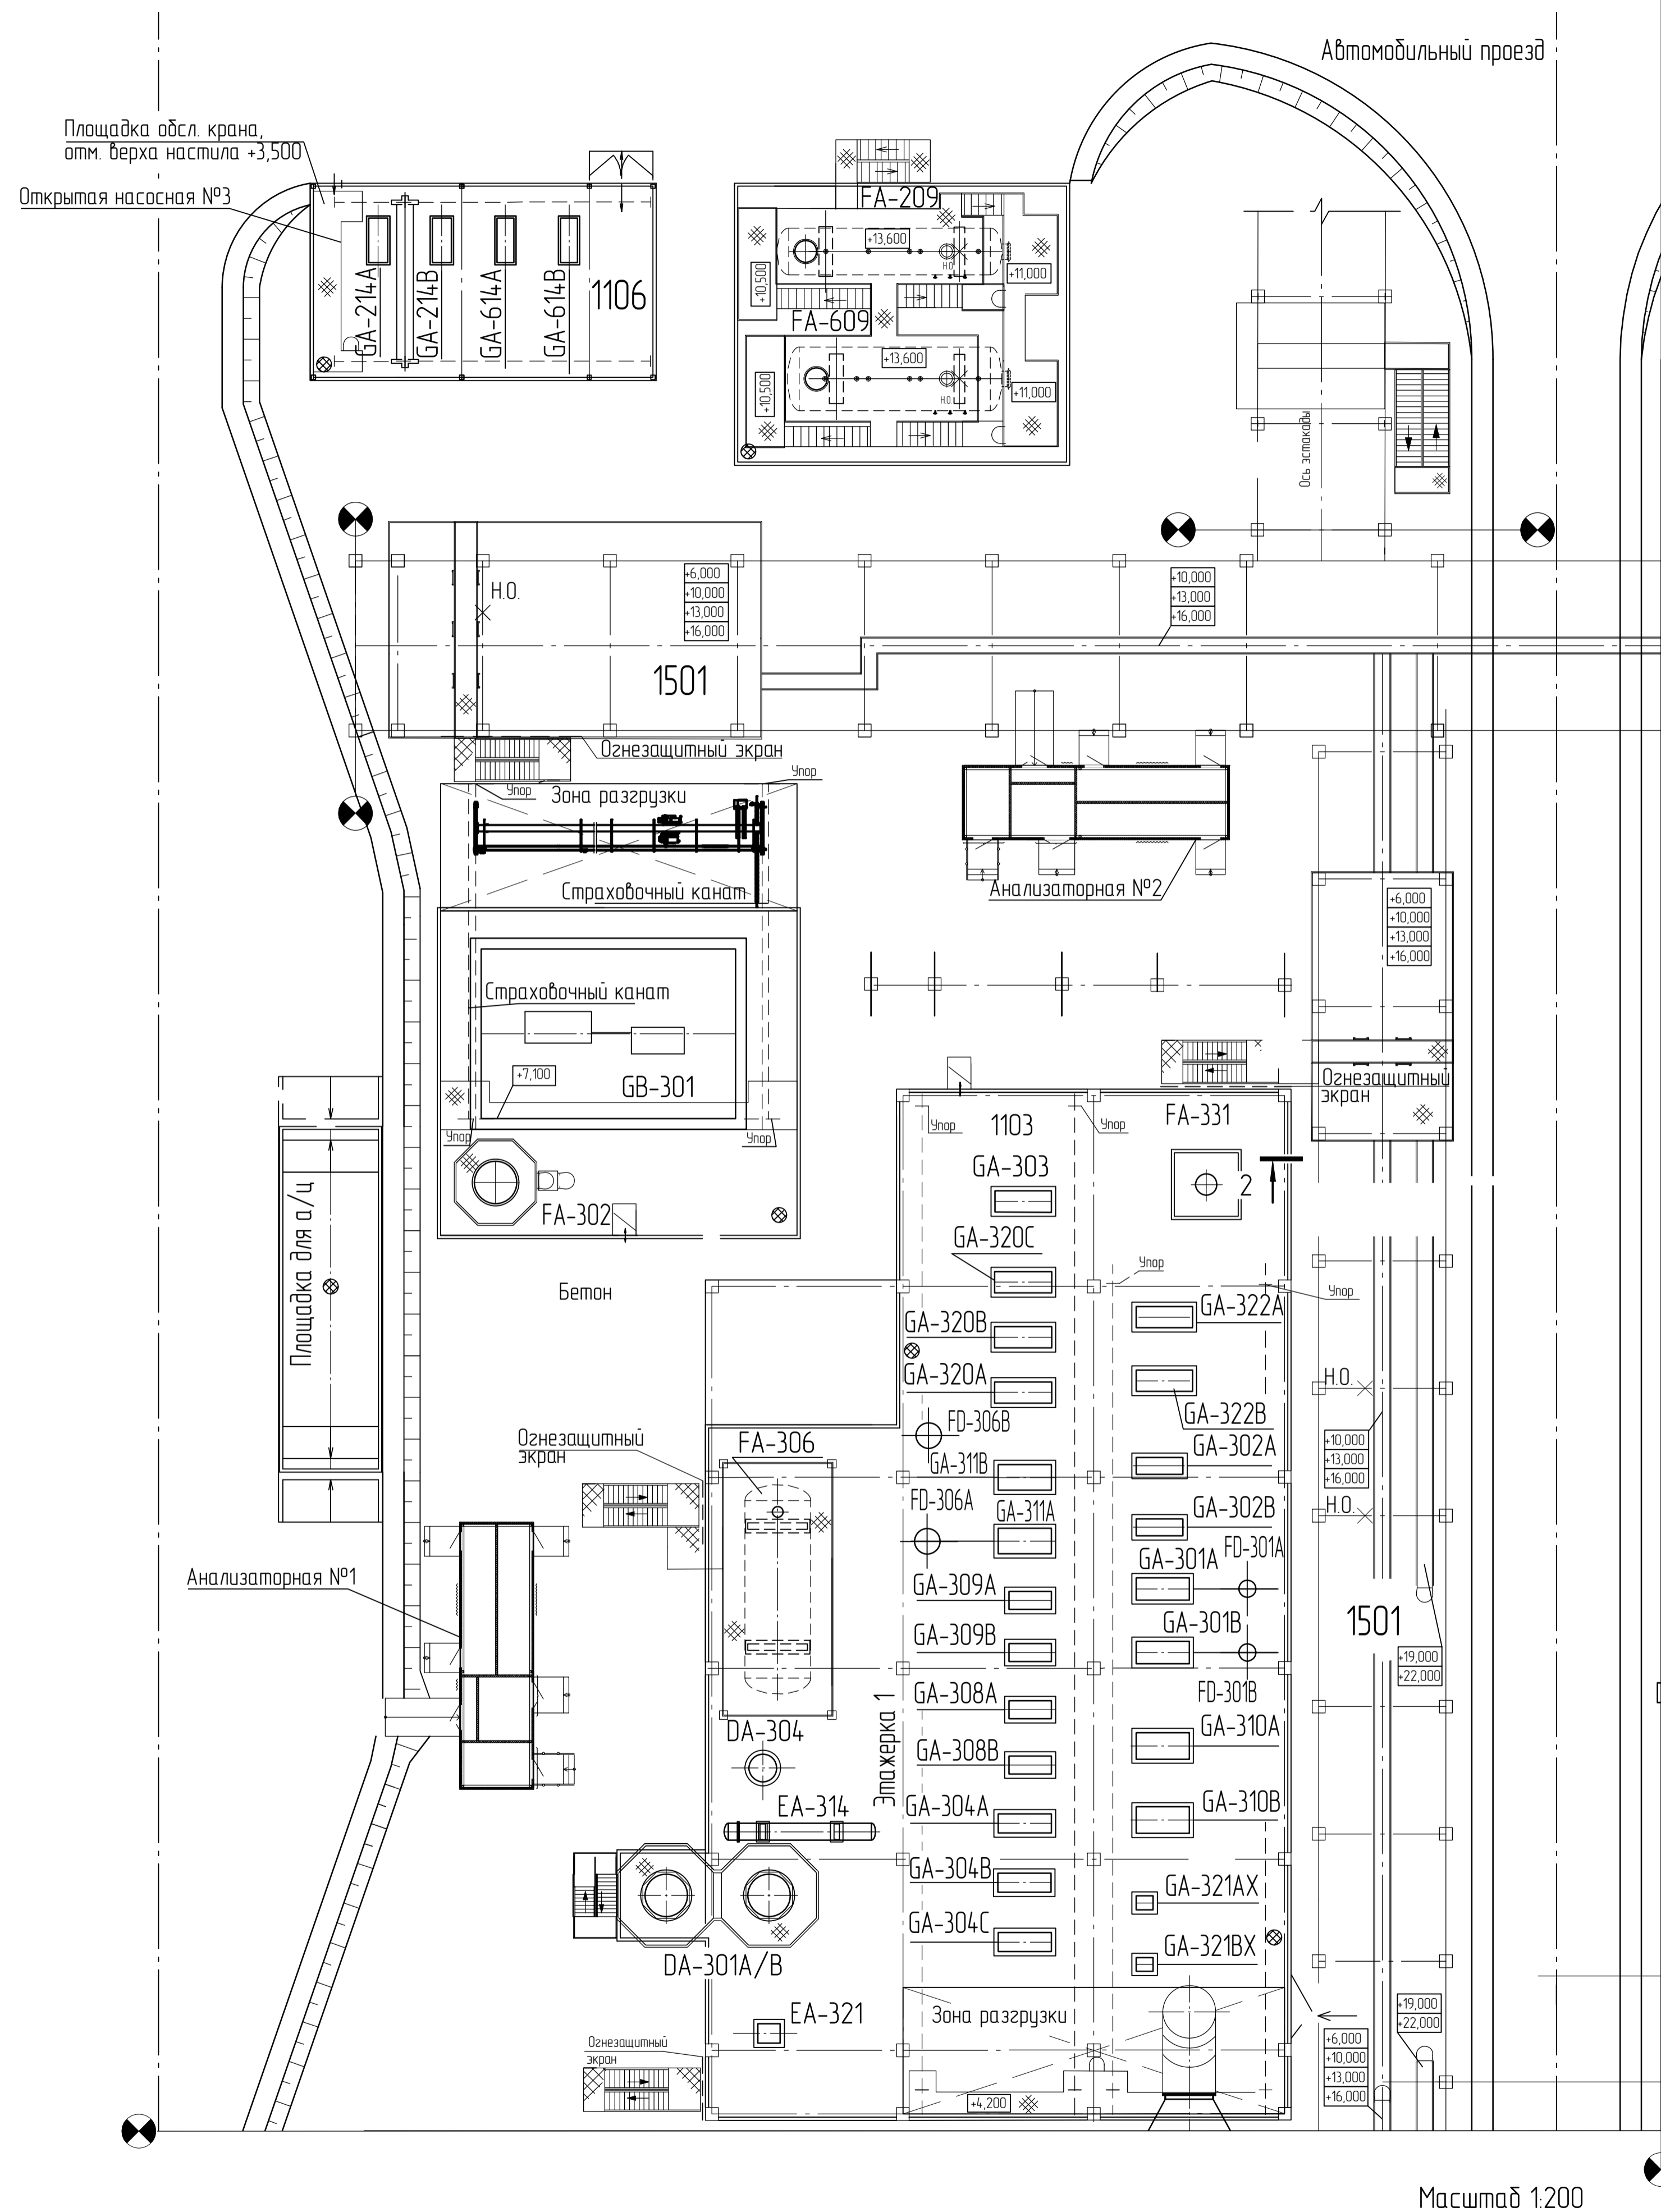 Автомобильный проезд
Площадка обсл. крана,
отм. верха настила +3,500
Открытая насосная №3
GA-214A
GA-214B
GA-614A
GA-614B
1106
FA-209
+13,600
+10,500
+11,000
Н.О.
FA-609
+13,600
+10,500
+11,000
Н.О.
Ось эстакады
Н.О.
+6,000
+10,000
+13,000
+16,000
+10,000
+13,000
+16,000
1501
Огнезащитный экран
Упор
Упор
Зона разгрузки
Страховочный канат
Анализаторная №2
+6,000
+10,000
+13,000
+16,000
Страховочный канат
+7,100
GB-301
Упор
Упор
FA-302
Огнезащитный
экран
Упор
1103
Упор
FA-331
GA-303
2
GA-320C
Упор
Упор
Площадка для а/ц
Бетон
GA-320B
GA-322A
GA-320A
GA-322B
Н.О.
+10,000
+13,000
+16,000
Н.О.
Огнезащитный
экран
FA-306
FD-306B
GA-311B
GA-302A
FD-306A
GA-311A
GA-302B
GA-301A
FD-301A
Анализаторная №1
GA-309A
GA-309B
GA-301B
1501
+19,000
+22,000
FD-301B
GA-308A
GA-310A
DA-304
Этажерка 1
GA-308B
EA-314
GA-304A
GA-310B
GA-304B
GA-321AX
GA-304C
GA-321BX
DA-301A/B
EA-321
Зона разгрузки
+19,000
+22,000
Огнезащитный
экран
+6,000
+10,000
+13,000
+16,000
+4,200
Масштаб 1:200